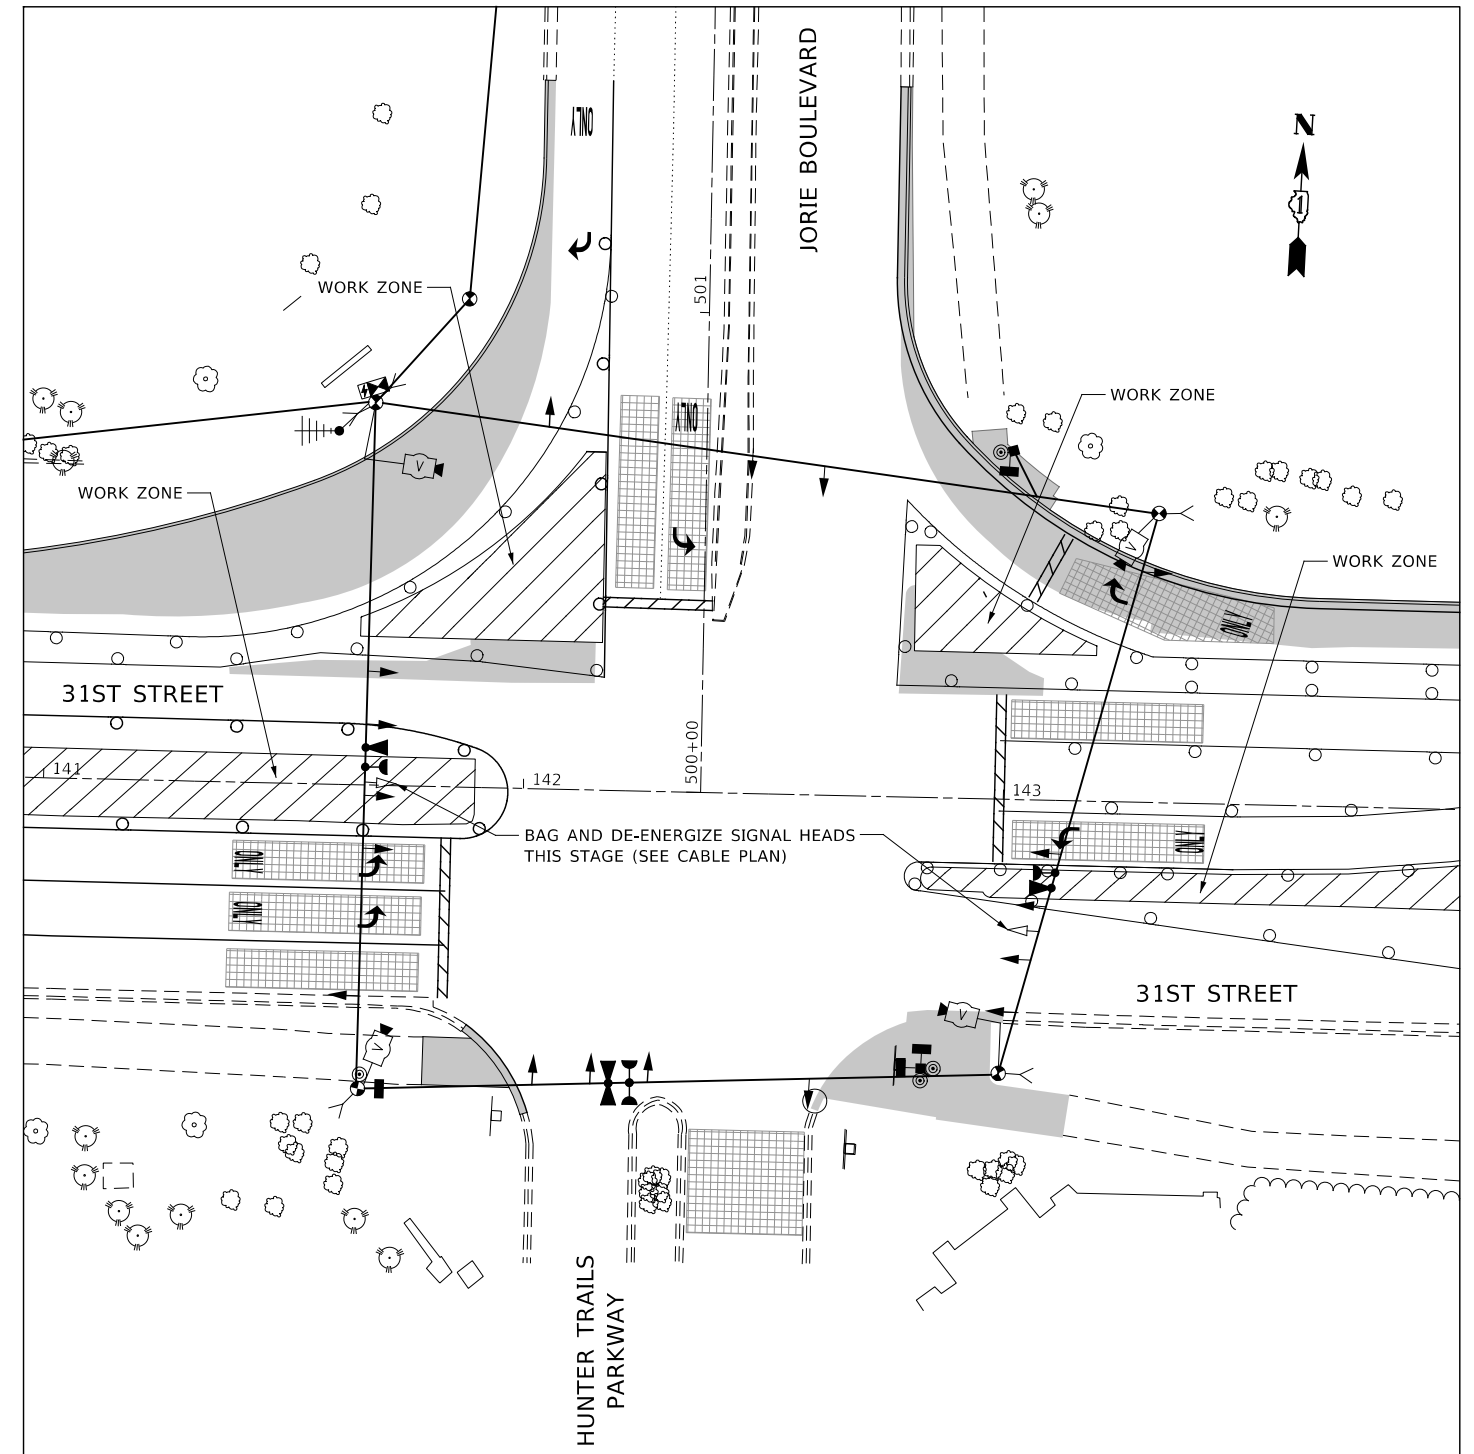 ONLY
JORIE BOULEVARD
N
1
WORK ZONE
501
WORK ZONE
ONLY
WORK ZONE
V
WORK ZONE
V
ONLY
31ST STREET
500+00
141
142
143
BAG AND DE-ENERGIZE SIGNAL HEADS
THIS STAGE (SEE CABLE PLAN)
ONLY
ONLY
ONLY
31ST STREET
V
V
HUNTER TRAILS
PARKWAY